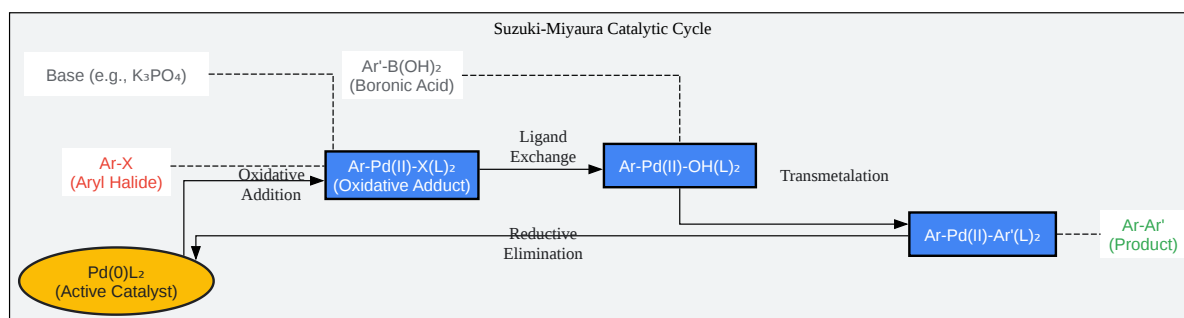 Suzuki-Miyaura Catalytic Cycle
Base (e.g., K₃PO₄)
Ar'-B(OH)₂
(Boronic Acid)
Ar-X
(Aryl Halide)
Oxidative
Addition
Ar-Pd(II)-X(L)₂
(Oxidative Adduct)
Ligand
Exchange
Ar-Pd(II)-OH(L)₂
Transmetalation
Ar-Pd(II)-Ar'(L)₂
Ar-Ar'
(Product)
Reductive
Elimination
Pd(0)L₂
(Active Catalyst)